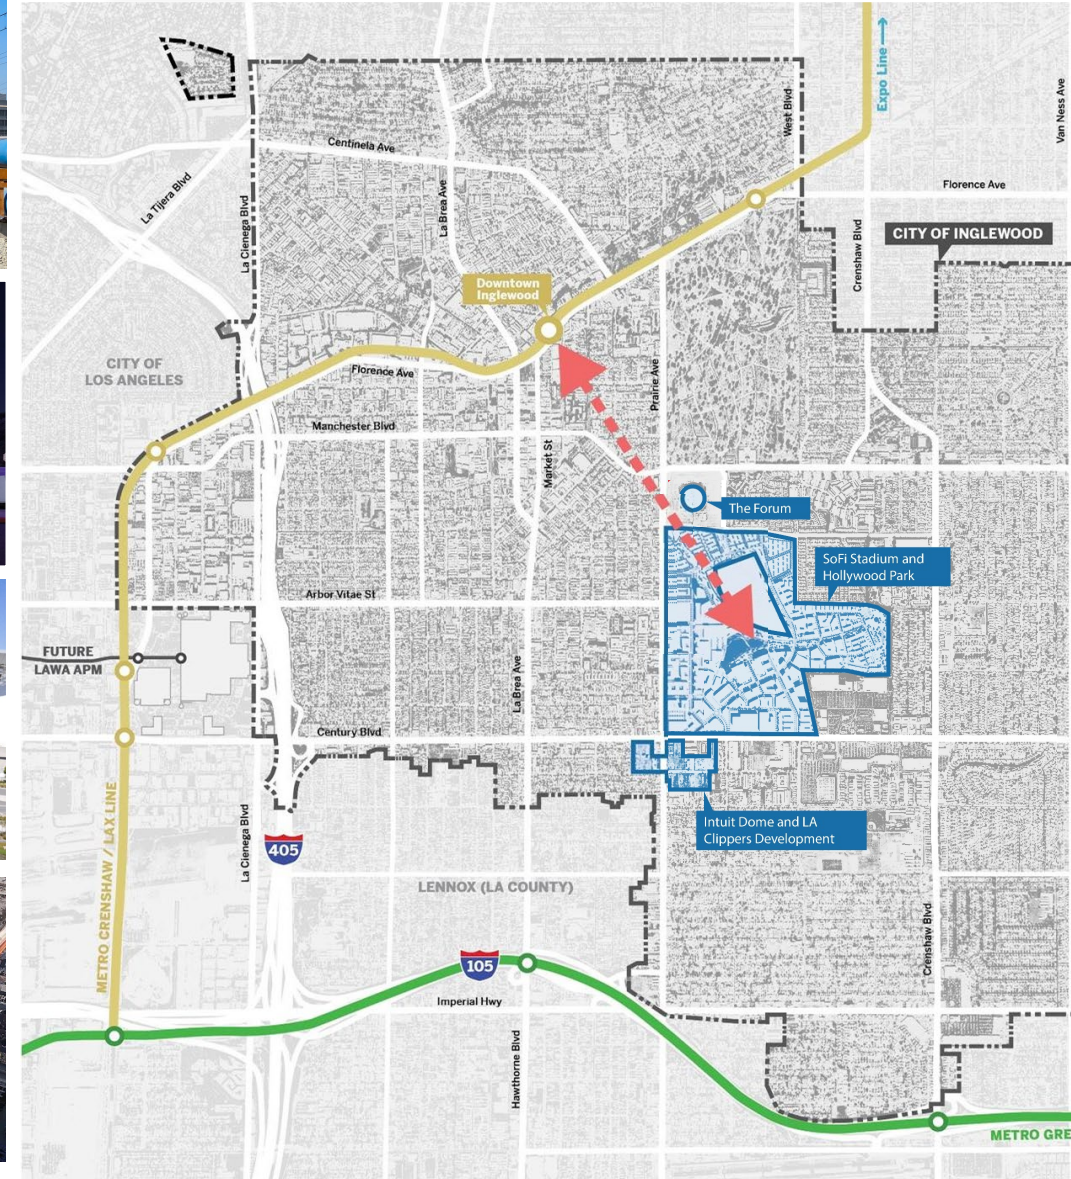 Expo Line
Van Ness Ave
West Blvd
Centinela Ave
La Tijera Blvd
La Cienega Blvd
La Brea Ave
Florence Ave
Crenshaw Blvd
CITY OF INGLEWOOD
Downtown
Inglewood
CITY OF
LOS ANGELES
Florence Ave
Prairie Ave
Manchester Blvd
Market St
The Forum
SoFi Stadium and
Hollywood Park
Arbor Vitae St
FUTURE
LAWA APM
La Brea Ave
Century Blvd
METRO CRENSHAW / LAX LINE
La Cienega Blvd
405
Intuit Dome and LA
Clippers Development
LENNOX (LA COUNTY)
Crenshaw Blvd
105
Imperial Hwy
Hawthorne Blvd
METRO GRE